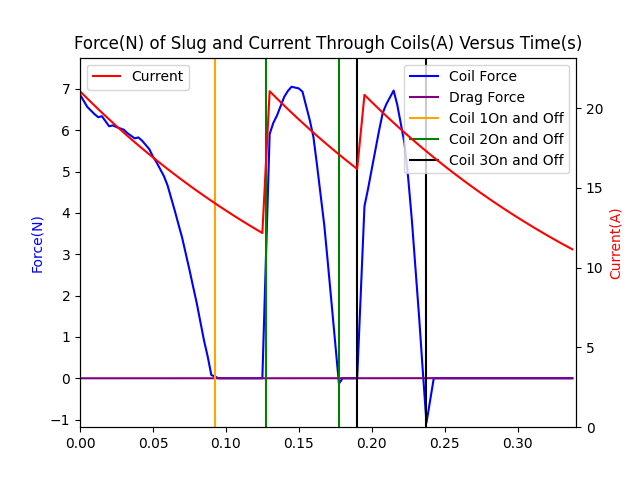 Force(N) of Slug and Current Through Coils(A) Versus Time(s)
Current
Coil Force
Drag Force
Coil 1On and Off
Coil 2On and Off
Coil 3On and Off
Force(N)
7
6
5
4
3
2
1
0
−1
20
15
10
5
0
Current(A)
0.00 0.05 0.10 0.15 0.20 0.25 0.30